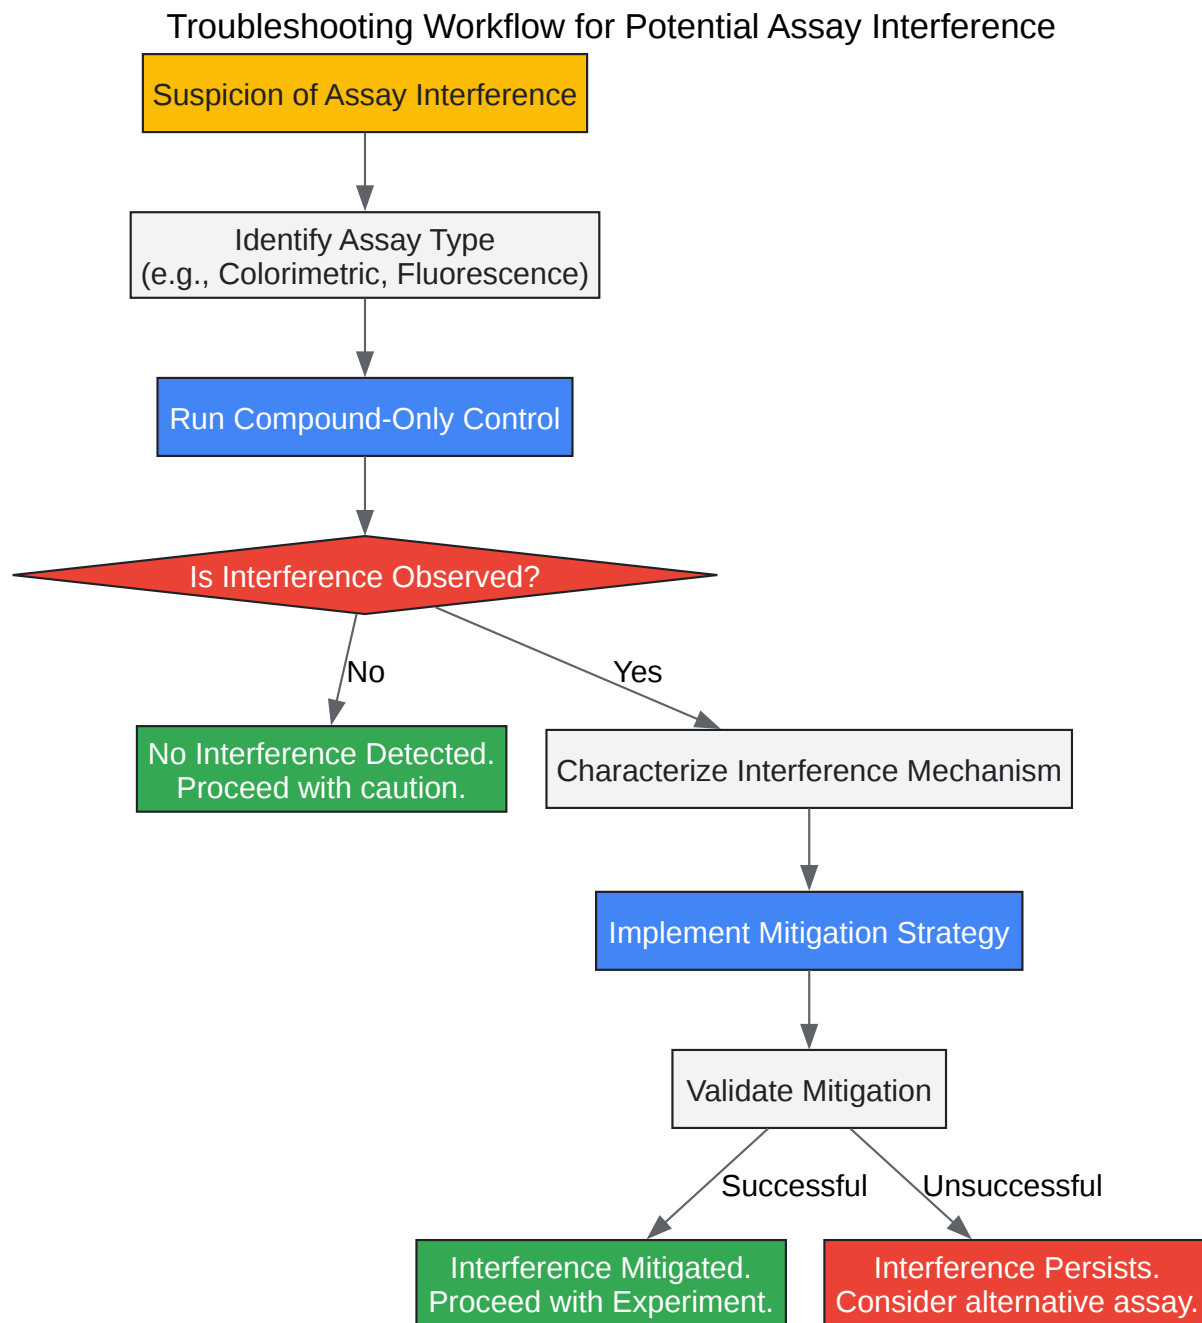 Troubleshooting Workflow for Potential Assay Interference
Suspicion of Assay Interference
Identify Assay Type
(e.g., Colorimetric, Fluorescence)
Run Compound-Only Control
Is Interference Observed?
No
Yes
No Interference Detected.
Proceed with caution.
Characterize Interference Mechanism
Implement Mitigation Strategy
Validate Mitigation
Successful
Unsuccessful
Interference Mitigated.
Proceed with Experiment.
Interference Persists.
Consider alternative assay.